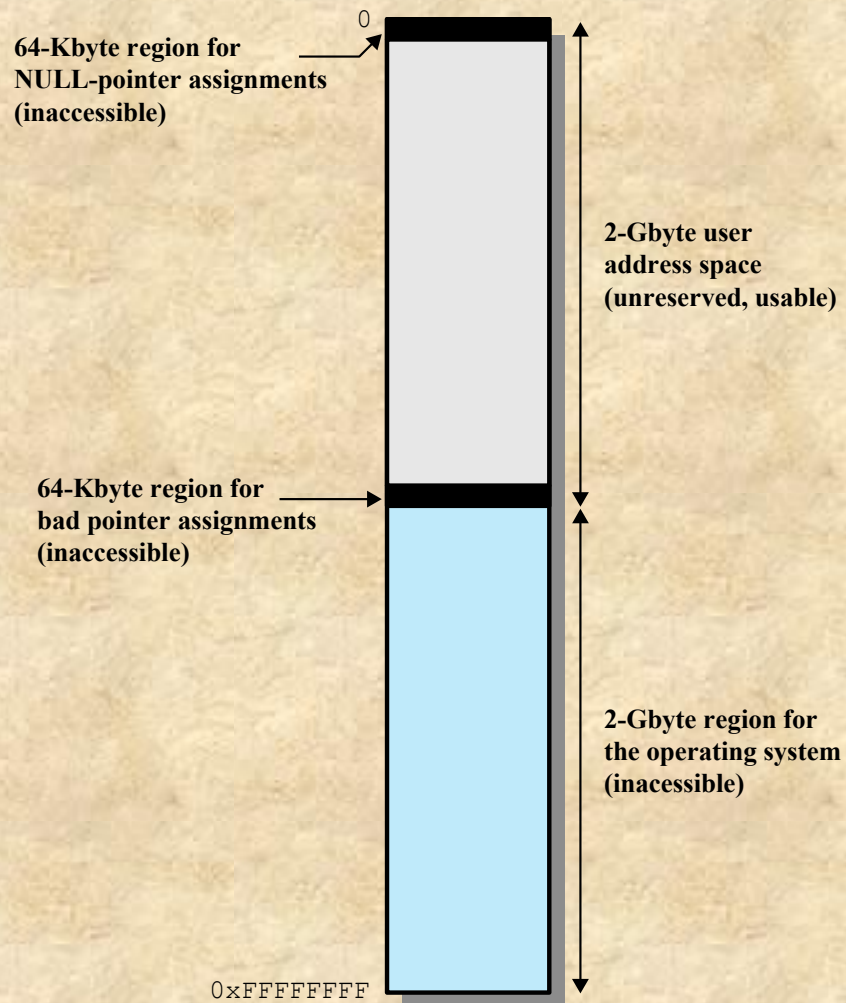 0
64-Kbyte region for
NULL-pointer assignments
(inaccessible)
2-Gbyte user
address space
(unreserved, usable)
64-Kbyte region for
bad pointer assignments
(inaccessible)
2-Gbyte region for
the operating system
(inacessible)
0xFFFFFFFF